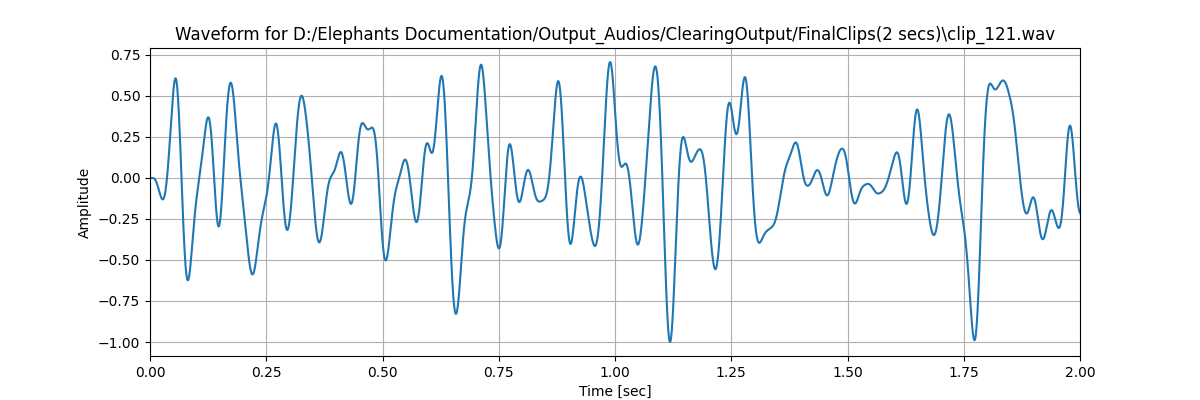 Waveform for D:/Elephants Documentation/Output_Audios/ClearingOutput/FinalClips(2 secs)\clip_121.wav
0.75
0.50
0.25
0.00
−0.25
−0.50
−0.75
−1.00
Amplitude
0.00 0.25 0.50 0.75 1.00 1.25 1.50 1.75 2.00
Time [sec]